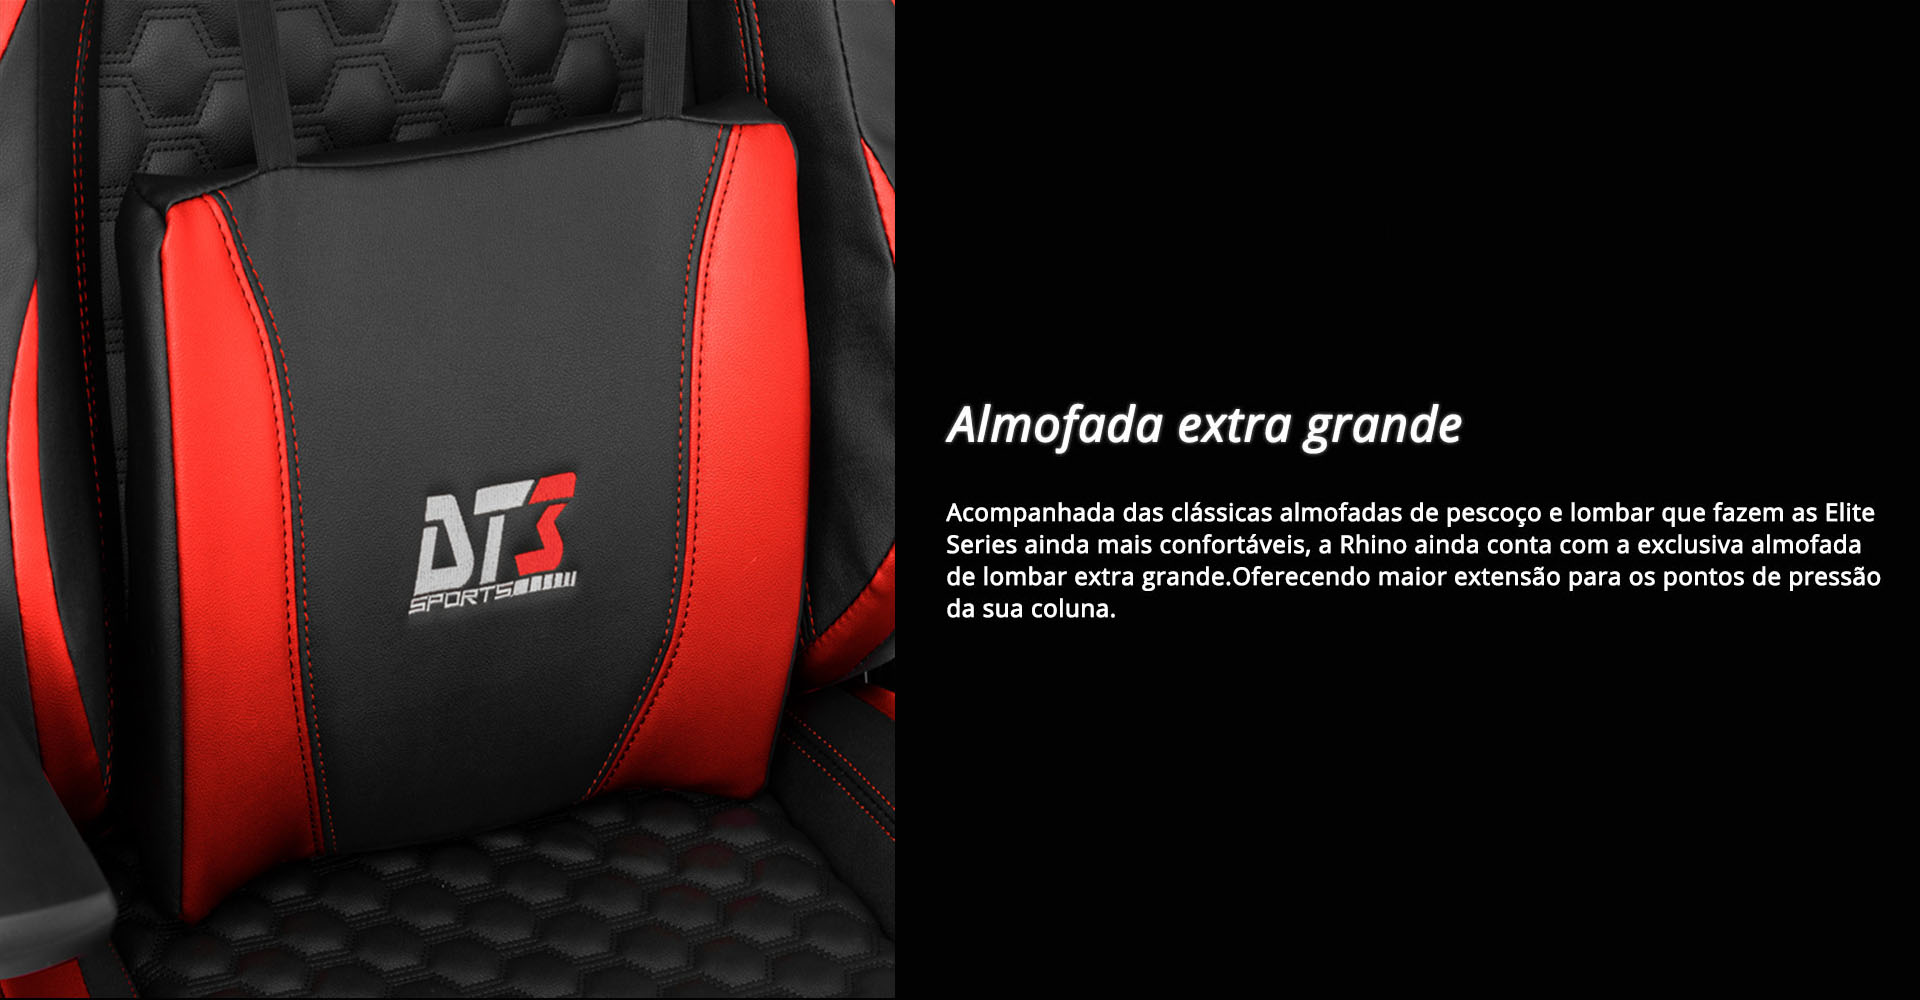 DT3
SPORTS
Almofada extra grande
Acompanhada das clássicas almofadas de pescoço e lombar que fazem as Elite
Series ainda mais confortáveis, a Rhino ainda conta com a exclusiva almofada
de lombar extra grande.Oferecendo maior extensão para os pontos de pressão
da sua coluna.